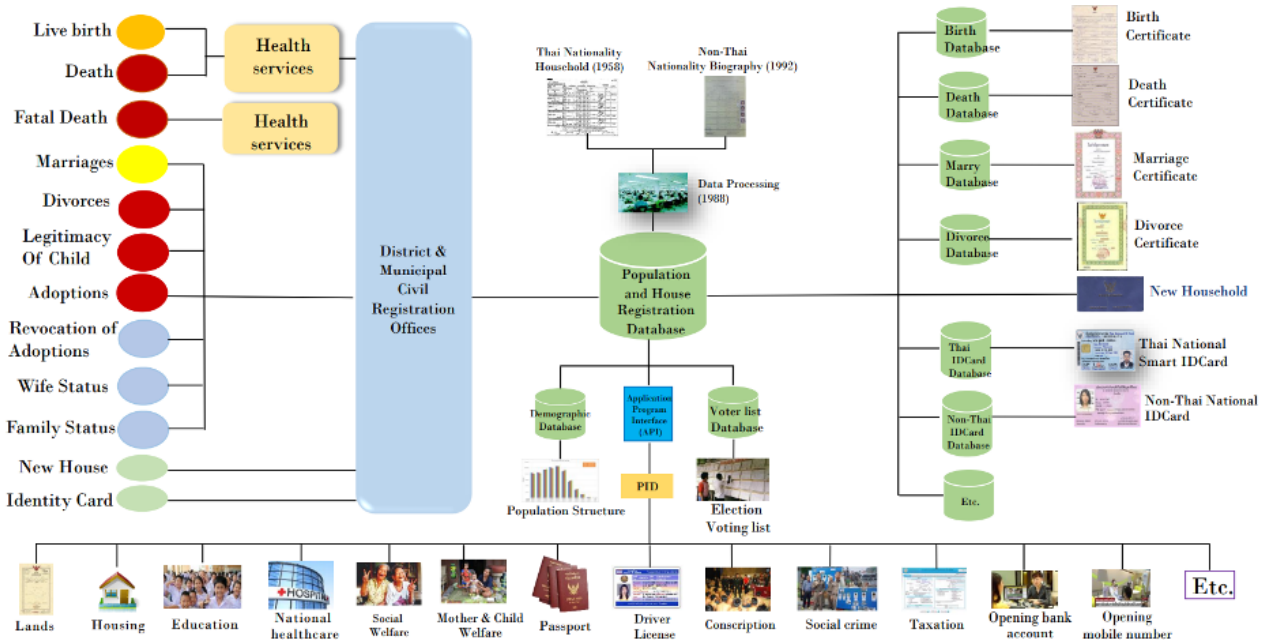 Live birth
Death
Fatal Death
Marriages
Divorces
Legitimacy
Of Child
Adoptions
Revocation of
Adoptions
Wife Status
Family Status
New House
Identity Card
Health
services
Health
services
District &
Municipal
Civil
Registration
Offices
Thai Nationality
Household (1958)
Non-Thai
Nationality Biography (1992)
Data Processing
(1988)
Population
and House
Registration
Database
Demographic
Database
Application
Program
Interface
(API)
Voter list
Database
Population Structure
PID
Election
Voting list
Birth
Database
Death
Database
Marry
Database
Divorce
Database
Thai
IDCard
Database
Non-Thai
IDCard
Database
Etc.
Birth
Certificate
Death
Certificate
Marriage
Certificate
Divorce
Certificate
New Household
Thai National
Smart IDCard
Non-Thai National
IDCard
Lands
Housing
Education
HOSPITAL
National
healthcare
Social
Welfare
Mother & Child
Welfare
Passport
Driver
License
Conscription
Social crime
Taxation
Opening bank
account
Opening
mobile number
Etc.